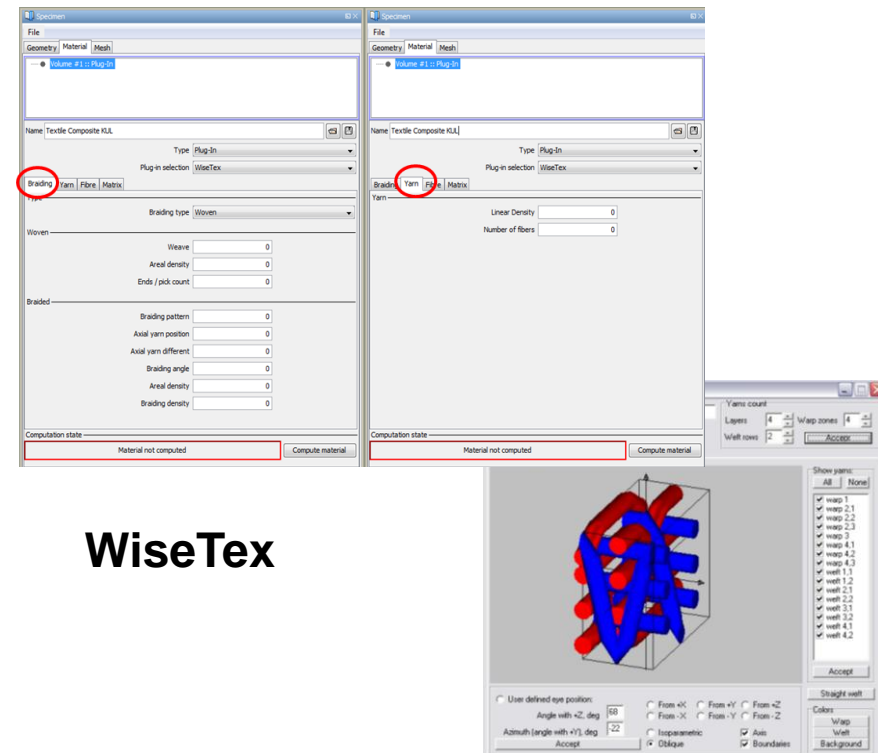 Specimen
File
Geometry Material Mesh
Volume #1 :: Plug-In
Name Textile Composite KUL
Type Plug-In
Plug-in selection WiseTex
Braiding Yarn Fibre Matrix
Type
Braiding type Woven
Woven
Weave 0
Areal density 0
Ends / pick count 0
Braided
Braiding pattern 0
Axial yarn position 0
Axial yarn different 0
Braiding angle 0
Areal density 0
Braiding density 0
Computation state
Material not computed Compute material
Specimen
File
Geometry Material Mesh
Volume #1 :: Plug-In
Name Textile Composite KUL
Type Plug-In
Plug-in selection WiseTex
Braiding Yarn Fibre Matrix
Yarn
Linear Density 0
Number of fibers 0
Computation state
Material not computed Compute material
Yarns count
Layers 4 Warp zones 4
Weft rows 2 Accept
WiseTex
Show yarns:
All None
warp 1
warp 2,1
warp 2,2
warp 2,3
warp 3
warp 4,1
warp 4,2
warp 4,3
weft 1,1
weft 1,2
weft 2,1
weft 2,2
weft 3,1
weft 3,2
weft 4,1
weft 4,2
Accept
Straight weft
Colors
Warp
Weft
Background
User defined eye position:
Angle with +Z, deg 68
Azimuth (angle with +Y), deg -22
Accept
From +X From +Y From +Z
From -X From -Y From -Z
Isoparametric Axis
Oblique Boundaries